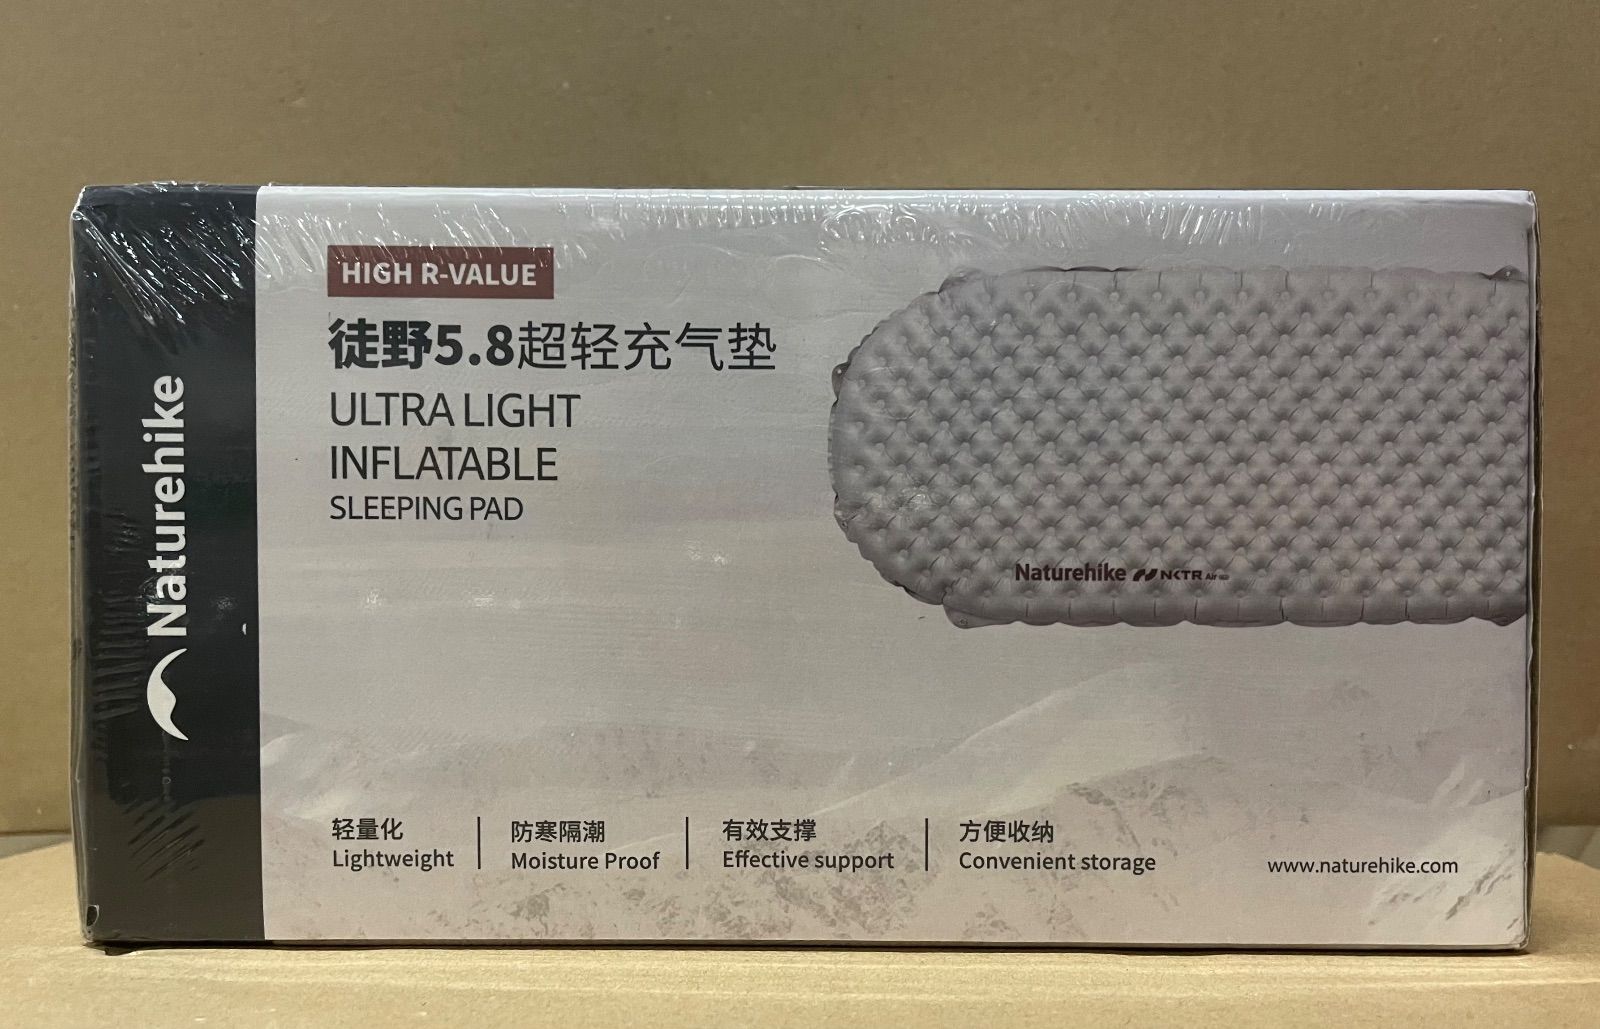 Naturehike
HIGH R-VALUE
徒野5.8超轻充气垫
ULTRA LIGHT
INFLATABLE
SLEEPING PAD
Naturehike NKTR Air
轻量化
Lightweight
防寒隔潮
Moisture Proof
有效支撑
Effective support
方便收纳
Convenient storage
www.naturehike.com